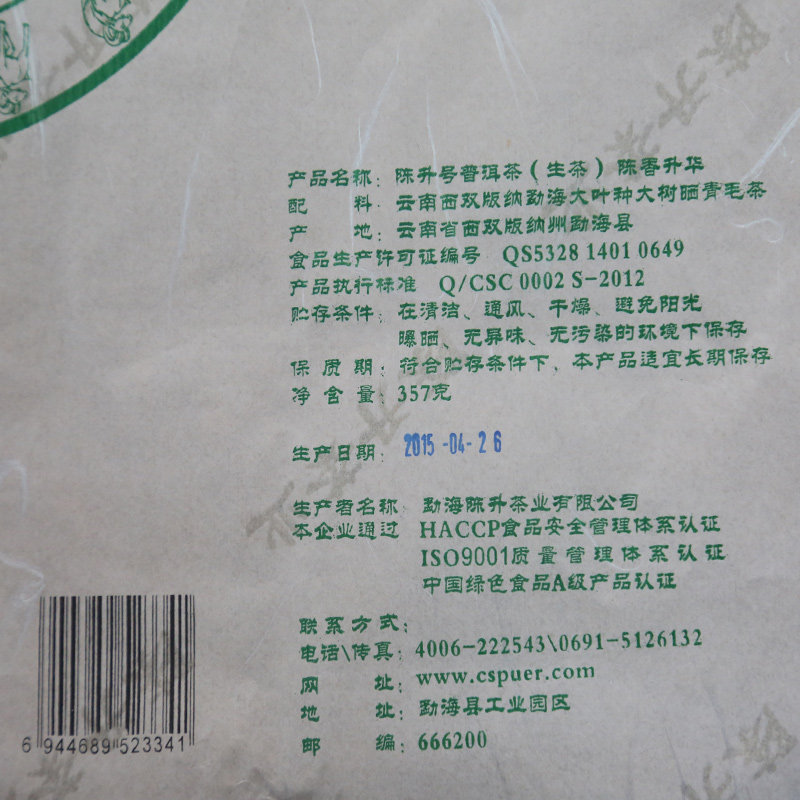 产品名称：陈升号普洱茶（生茶）陈香升华
配 料：云南西双版纳勐海大叶种大树晒青毛茶
产 地：云南省西双版纳州勐海县
食品生产许可证编号 QS5328 1401 0649
产品执行标准 Q/CSC 0002 S-2012
贮存条件：在清洁、通风、干燥、避免阳光
曝晒、无异味、无污染的环境下保存
保 质 期：符合贮存条件下、本产品适宜长期保存
净 含 量：357克
生产日期：2015-04-26
生产者名称：勐海陈升茶业有限公司
本企业通过 HACCP食品安全管理体系认证
ISO9001质量管理体系认证
中国绿色食品A级产品认证
联系方式：
电话\传真：4006-222543\0691-5126132
网 址：www.cspuer.com
地 址：勐海县工业园区
邮 编：666200
6 944689 523341
陈升茶业